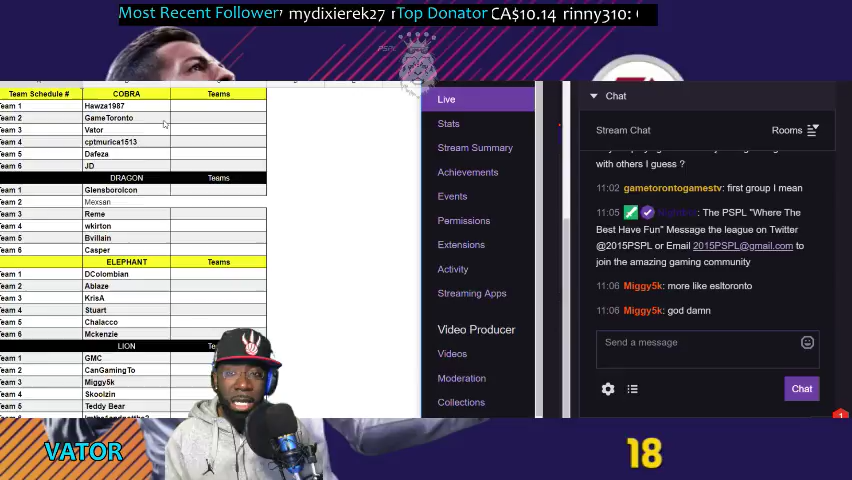 Most Recent Follower mydixierek27 Top Donator CA$10.14 rinny310:
PSPL
Team Schedule # COBRA Teams
Team 1 Hawza1987
Team 2 GameToronto
Team 3 Vator
Team 4 cptmurica1513
Team 5 Dafeza
Team 6 JD
DRAGON Teams
Team 1 Glensboroicon
Team 2 Mexsan
Team 3 Reme
Team 4 wkirton
Team 5 Bvillain
Team 6 Casper
ELEPHANT Teams
Team 1 DColombian
Team 2 Ablaze
Team 3 KrisA
Team 4 Stuart
Team 5 Chalacco
Team 6 Mckenzie
LION
Team 1 GMC
Team 2 CanGamingTo
Team 3 Miggy5k
Team 4 Skoolzin
Team 5 Teddy Bear
Live
Stats
Stream Summary
Achievements
Events
Permissions
Extensions
Activity
Streaming Apps
Video Producer
Videos
Moderation
Collections
Chat
Stream Chat Rooms
with others I guess ?
11:02 gametorontogamestv: first group I mean
11:05 The PSPL "Where The
Best Have Fun" Message the league on Twitter
@2015PSPL or Email 2015PSPL@gmail.com to
join the amazing gaming community
11:06 Miggy5k: more like esltoronto
11:06 Miggy5k: god damn
Send a message
Chat
1
VATOR
18